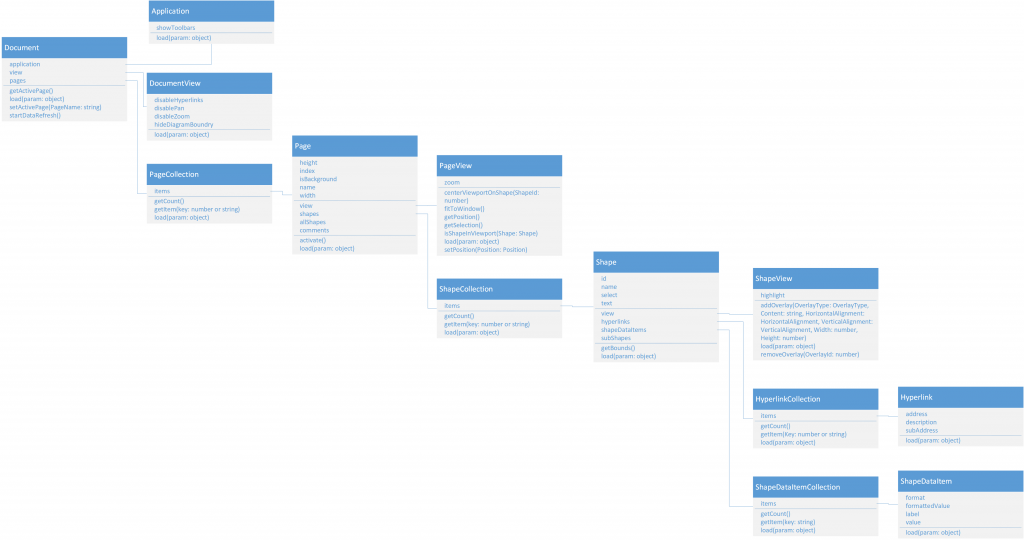 Application
showToolbars
load(param: object)
Document
application
view
pages
getActivePage()
load(param: object)
setActivePage(PageName: string)
startDataRefresh()
DocumentView
disableHyperlinks
disablePan
disableZoom
hideDiagramBoundry
load(param: object)
PageCollection
items
getCount()
getItem(key: number or string)
load(param: object)
Page
height
index
isBackground
name
width
view
shapes
allShapes
comments
activate()
load(param: object)
PageView
zoom
centerViewportOnShape(ShapeId:
number)
fitToWindow()
getPosition()
getSelection()
isShapeInViewport(Shape: Shape)
load(param: object)
setPosition(Position: Position)
ShapeCollection
items
getCount()
getItem(key: number or string)
load(param: object)
Shape
id
name
select
text
view
hyperlinks
shapeDataItems
subShapes
getBounds()
load(param: object)
ShapeView
highlight
addOverlay(OverlayType: OverlayType,
Content: string, HorizontalAlignment:
HorizontalAlignment, VerticalAlignment:
VerticalAlignment, Width: number,
Height: number)
load(param: object)
removeOverlay(OverlayId: number)
HyperlinkCollection
items
getCount()
getItem(Key: number or string)
load(param: object)
Hyperlink
address
description
subAddress
load(param: object)
ShapeDataItemCollection
items
getCount()
getItem(key: string)
load(param: object)
ShapeDataItem
format
formattedValue
label
value
load(param: object)